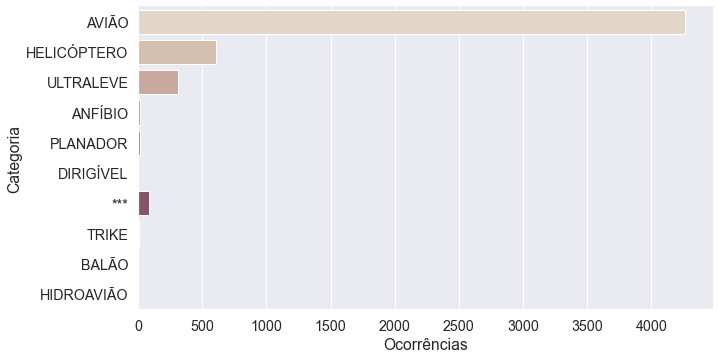 Categoria
AVIÃO
HELICÓPTERO
ULTRALEVE
ANFÍBIO
PLANADOR
DIRIGÍVEL
***
TRIKE
BALÃO
HIDROAVIÃO
0 500 1000 1500 2000 2500 3000 3500 4000
Ocorrências